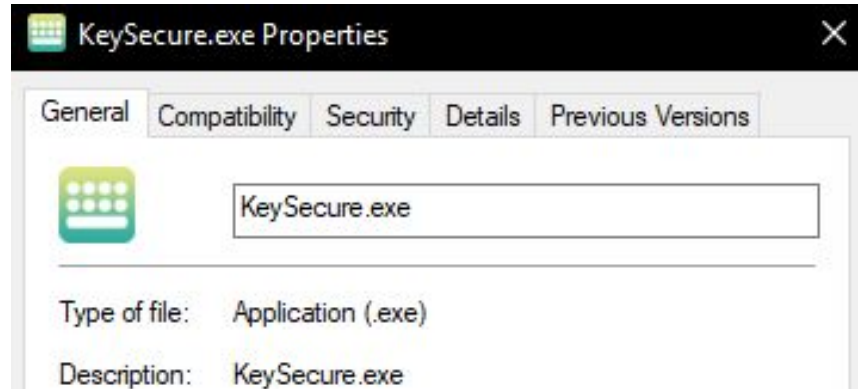 KeySecure.exe Properties
General Compatibility Security Details Previous Versions
KeySecure.exe
Type of file: Application (.exe)
Description: KeySecure.exe